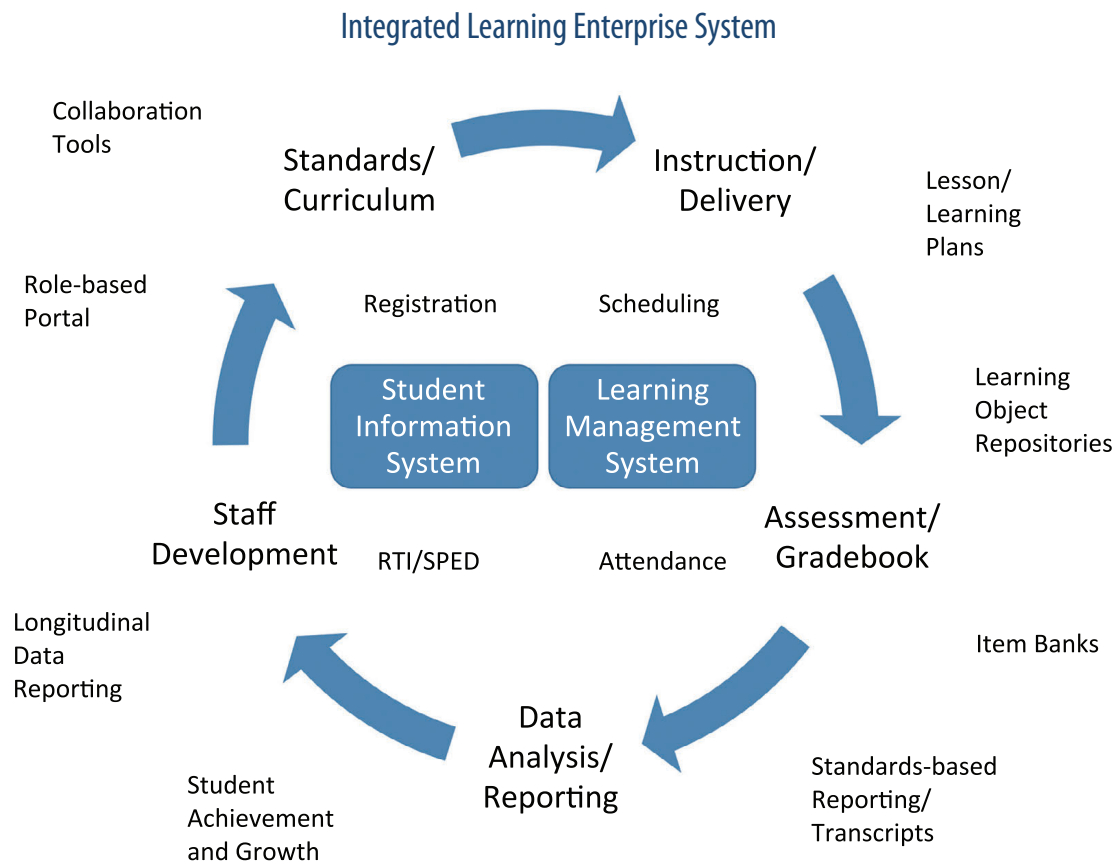 Integrated Learning Enterprise System
Collaboration
Tools
Standards/
Curriculum
Instruction/
Delivery
Lesson/
Learning
Plans
Role-based
Portal
Registration
Scheduling
Student
Information
System
Learning
Management
System
Learning
Object
Repositories
Staff
Development
RTI/SPED
Attendance
Assessment/
Gradebook
Longitudinal
Data
Reporting
Item Banks
Data
Analysis/
Reporting
Student
Achievement
and Growth
Standards-based
Reporting/
Transcripts